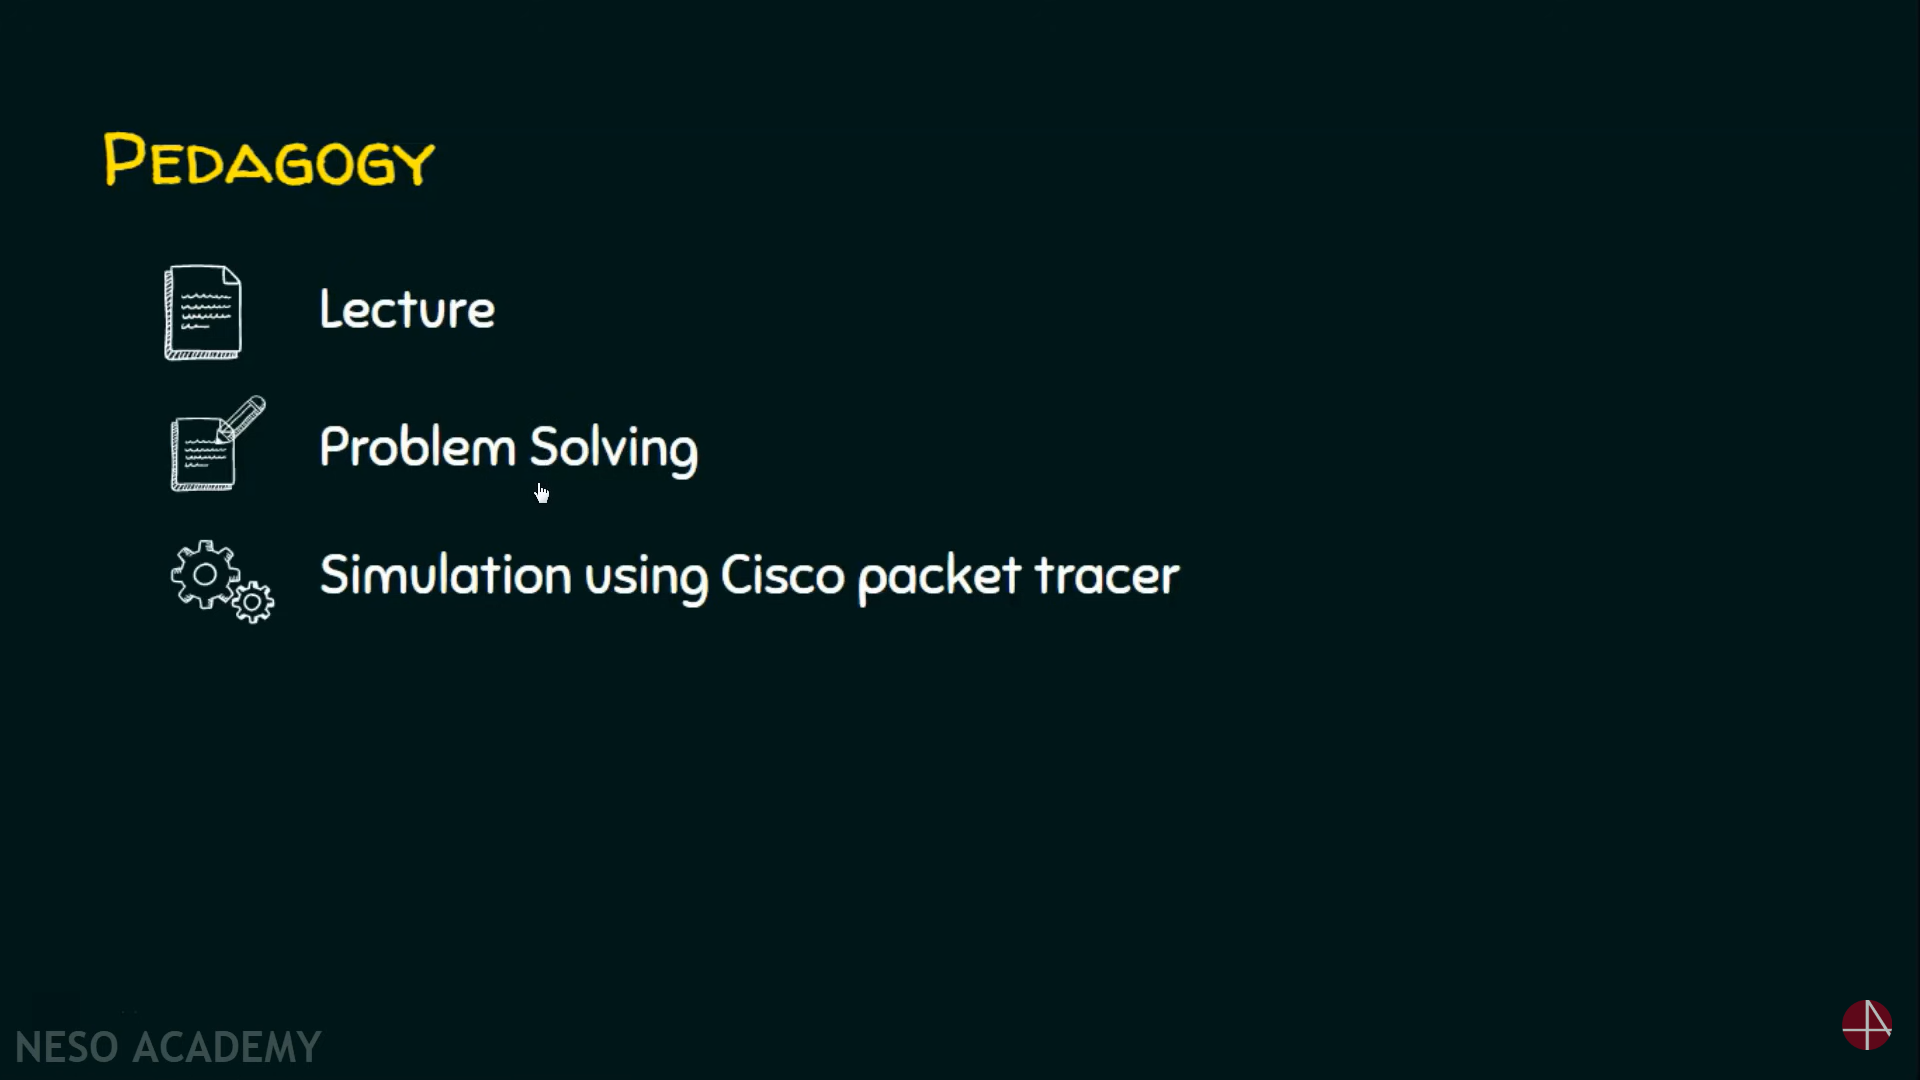 PEDAGOGY
Lecture
Problem Solving
Simulation using Cisco packet tracer
NESO ACADEMY